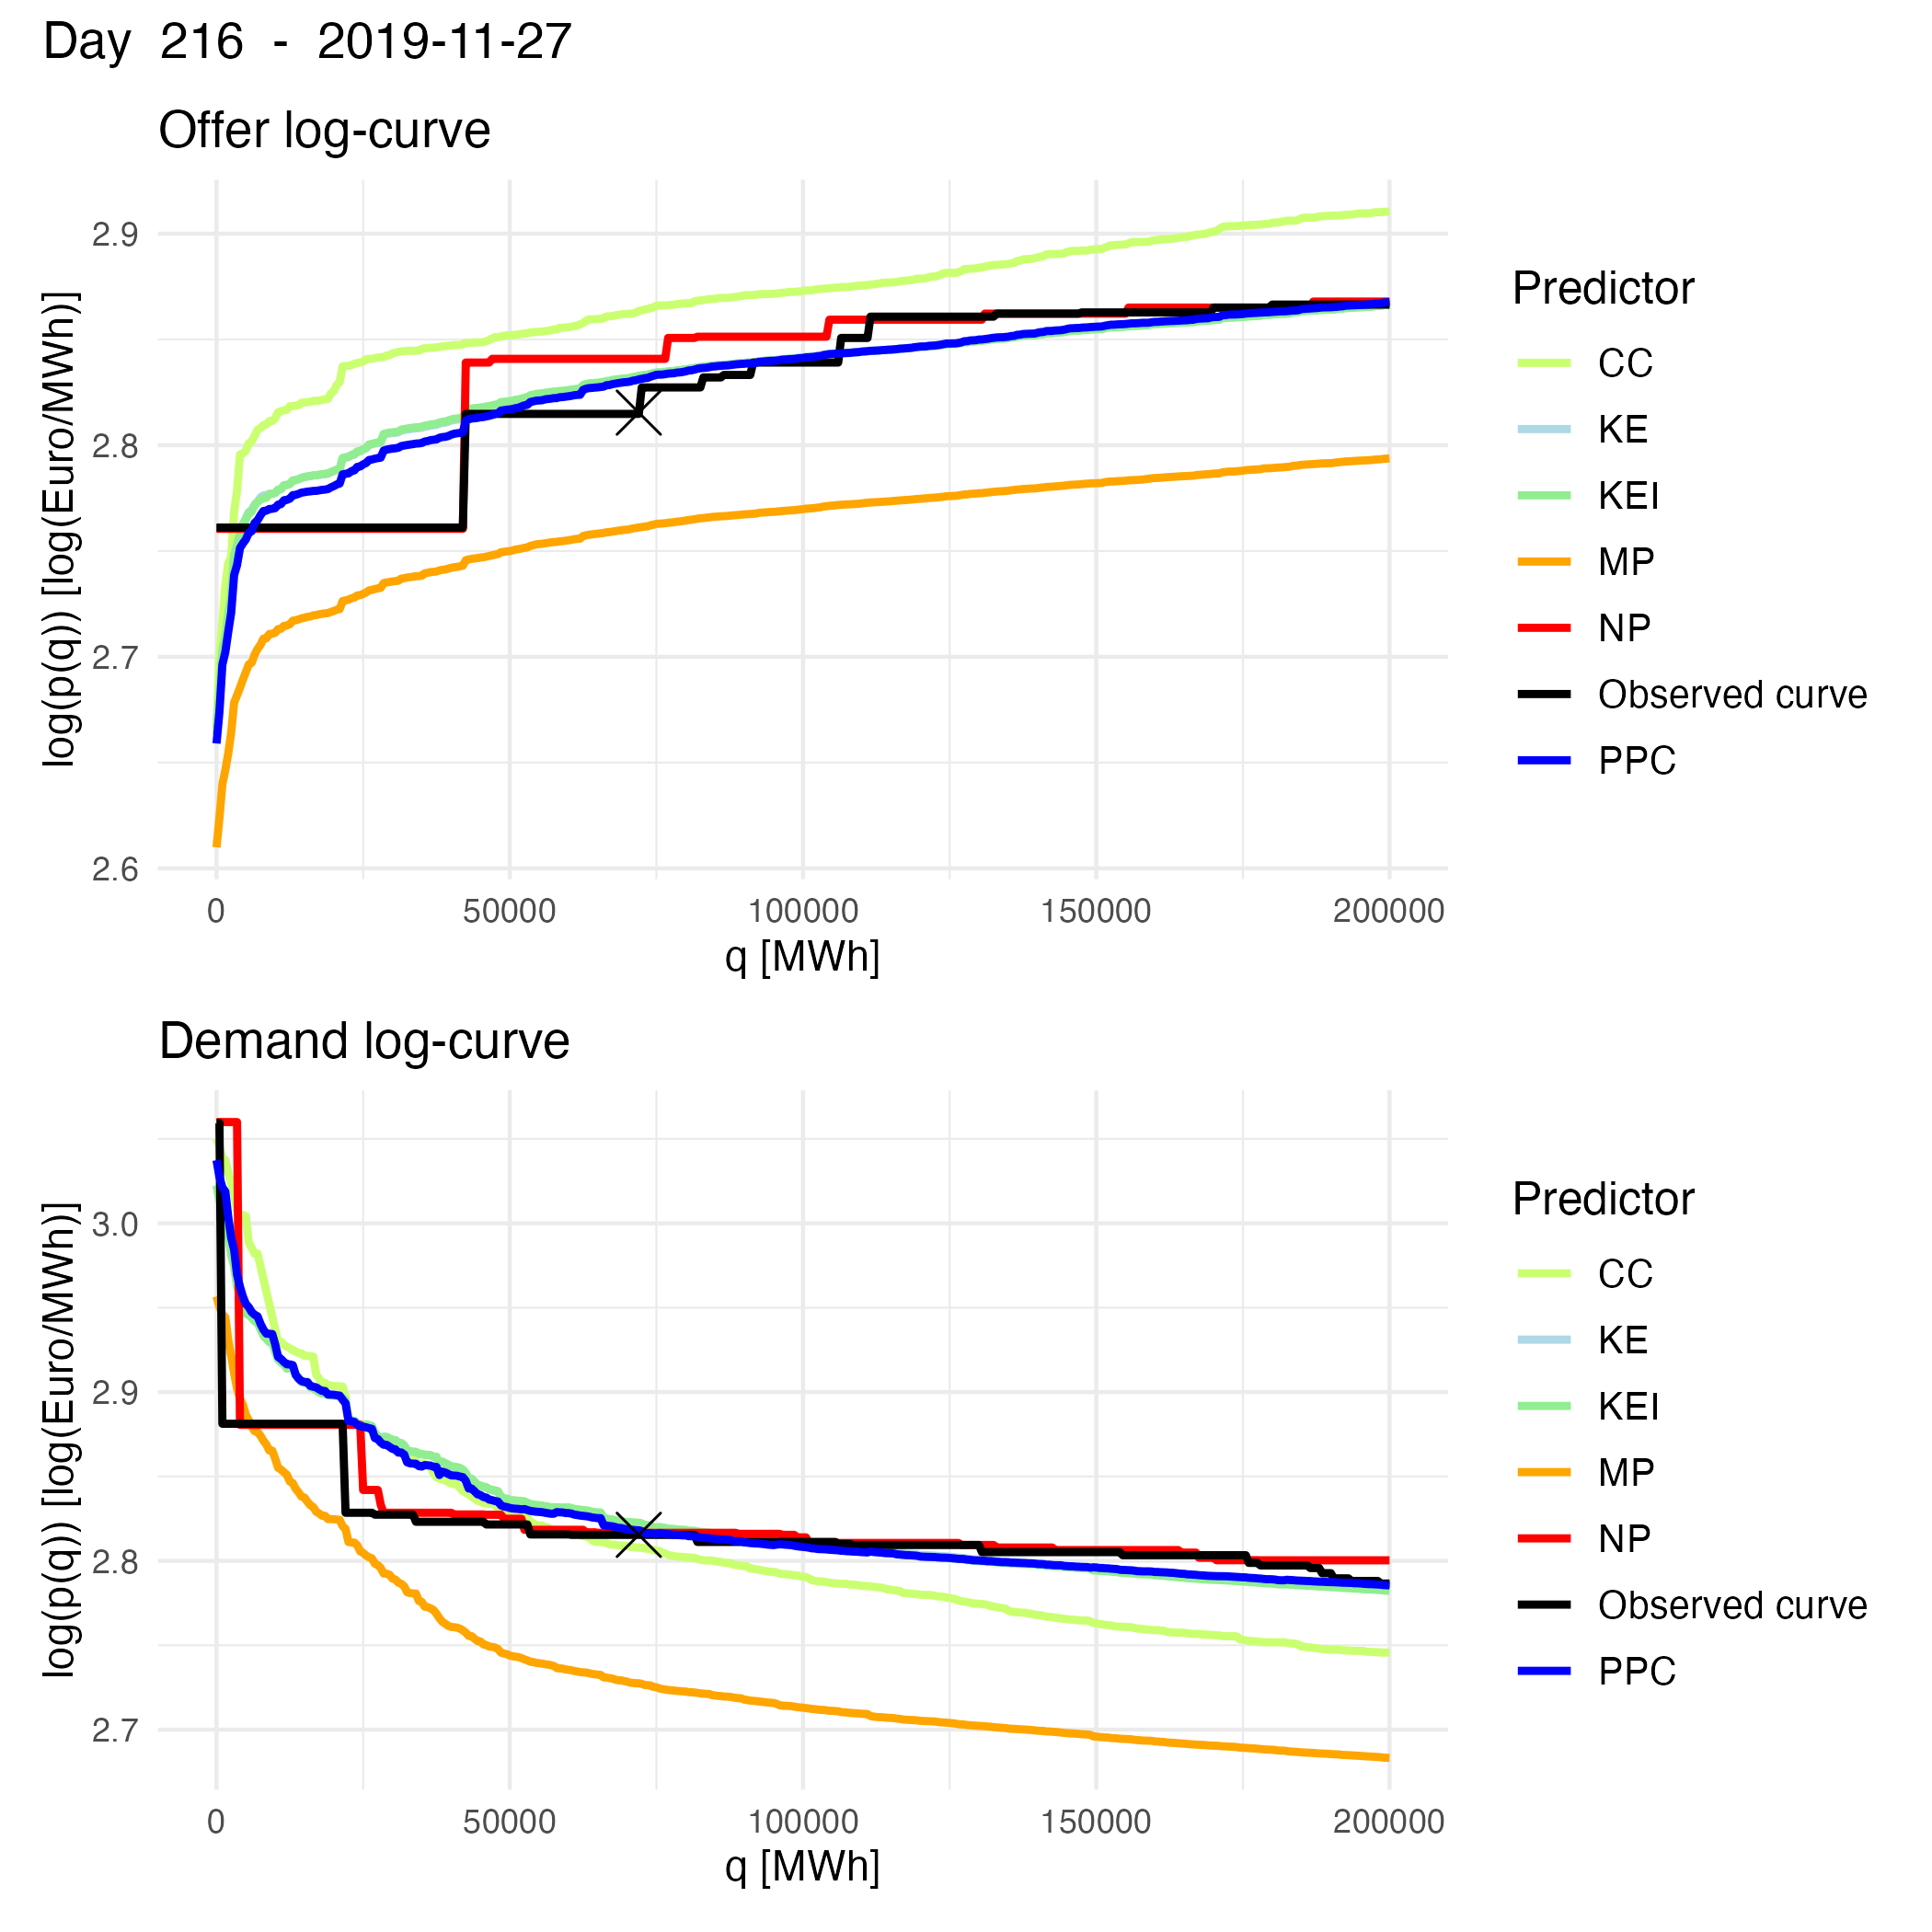 Day 216 - 2019-11-27
Offer log-curve
log(p(q)) [log(Euro/MWh)]
2.9
2.8
2.7
2.6
0 50000 100000 150000 200000
q [MWh]
Predictor
CC
KE
KEI
MP
NP
Observed curve
PPC
Demand log-curve
log(p(q)) [log(Euro/MWh)]
3.0
2.9
2.8
2.7
0 50000 100000 150000 200000
q [MWh]
Predictor
CC
KE
KEI
MP
NP
Observed curve
PPC